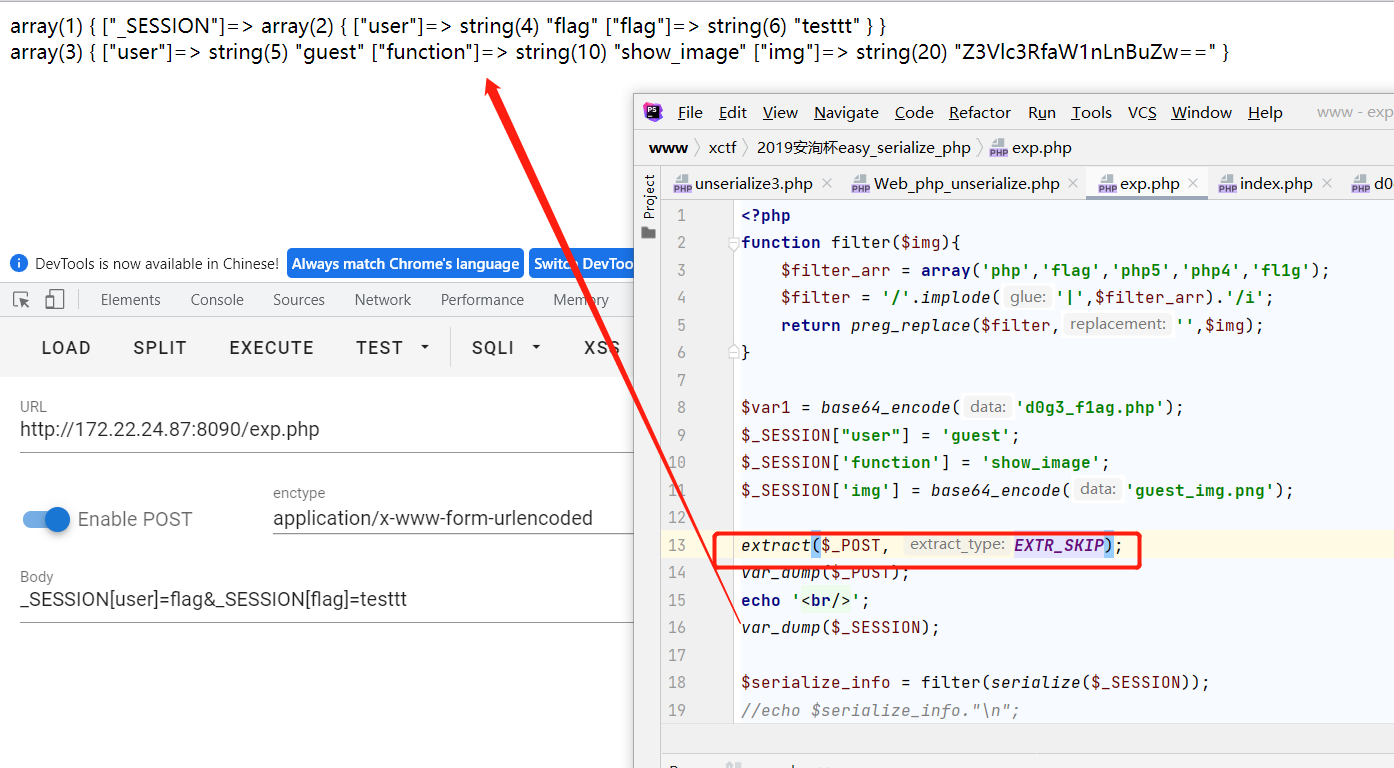 array(1) { ["_SESSION"]=> array(2) { ["user"]=> string(4) "flag" ["flag"]=> string(6) "testtt" } }
array(3) { ["user"]=> string(5) "guest" ["function"]=> string(10) "show_image" ["img"]=> string(20) "Z3Vlc3RfaW1nLnBuZw==" }
DevTools is now available in Chinese! Always match Chrome's language Switch DevToo
Elements Console Sources Network Performance Memory
LOAD SPLIT EXECUTE TEST SQLI XSS
URL
http://172.22.24.87:8090/exp.php
Enable POST
enctype
application/x-www-form-urlencoded
Body
_SESSION[user]=flag&_SESSION[flag]=testtt
PS File Edit View Navigate Code Refactor Run Tools VCS Window Help www - exp
www xctf 2019安洵杯easy_serialize_php PHP exp.php
Project
PHP unserialize3.php × PHP Web_php_unserialize.php × PHP exp.php × PHP index.php × PHP d0
1 <?php
2 function filter($img){
3 $filter_arr = array('php','flag','php5','php4','fl1g');
4 $filter = '/'.implode( glue: '|',$filter_arr).'/i';
5 return preg_replace($filter, replacement: '',$img);
6 }
7
8 $var1 = base64_encode( data: 'd0g3_f1ag.php');
9 $_SESSION["user"] = 'guest';
10 $_SESSION['function'] = 'show_image';
11 $_SESSION['img'] = base64_encode( data: 'guest_img.png');
12
13 extract($_POST, extract_type: EXTR_SKIP);
14 var_dump($_POST);
15 echo '<br/>';
16 var_dump($_SESSION);
17
18 $serialize_info = filter(serialize($_SESSION));
19 //echo $serialize_info."\n";